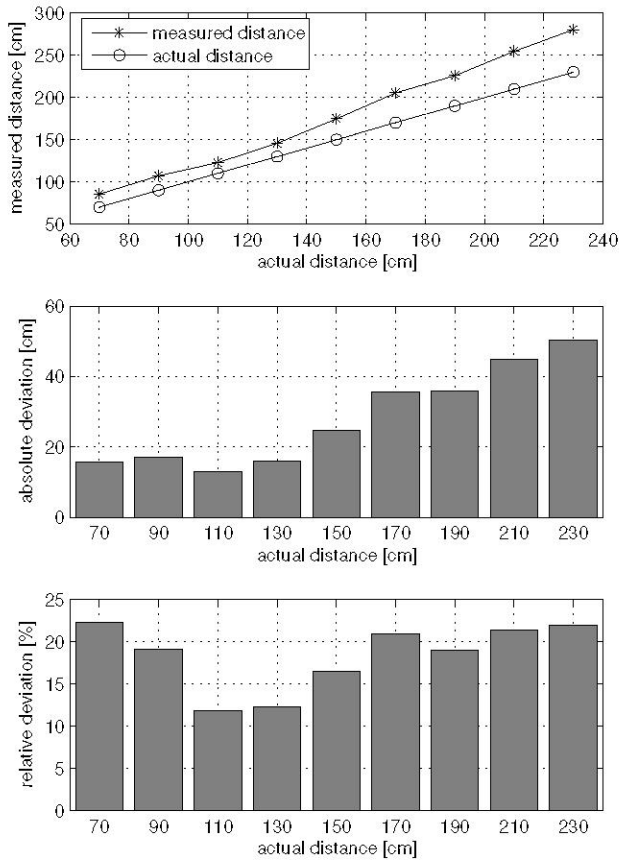 measured distance [cm]
300
250
200
150
100
50
measured distance
actual distance
60 80 100 120 140 160 180 200 220 240
actual distance [cm]
absolute deviation [cm]
60
40
20
0
70 90 110 130 150 170 190 210 230
actual distance [cm]
relative deviation [%]
25
20
15
10
5
0
70 90 110 130 150 170 190 210 230
actual distance [cm]